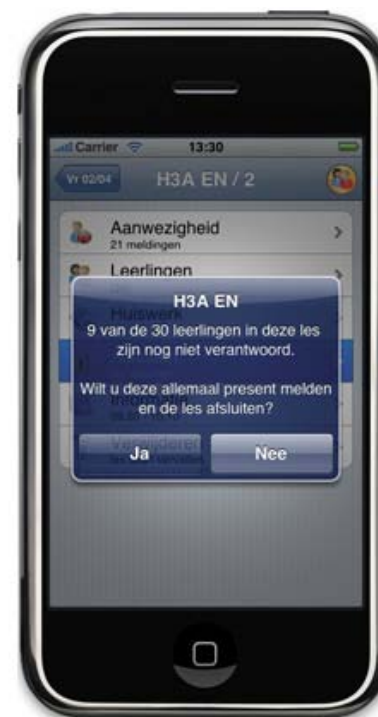 Carrier 13:30
Vr 02/04 H3A EN / 2
Aanwezigheid
21 meldingen
Leerlingen
H3A EN
Huiswerk
9 van de 30 leerlingen in deze les
zijn nog niet verantwoord.
Wilt u deze allemaal present melden
en de les afsluiten?
Verwijderen
Ja Nee